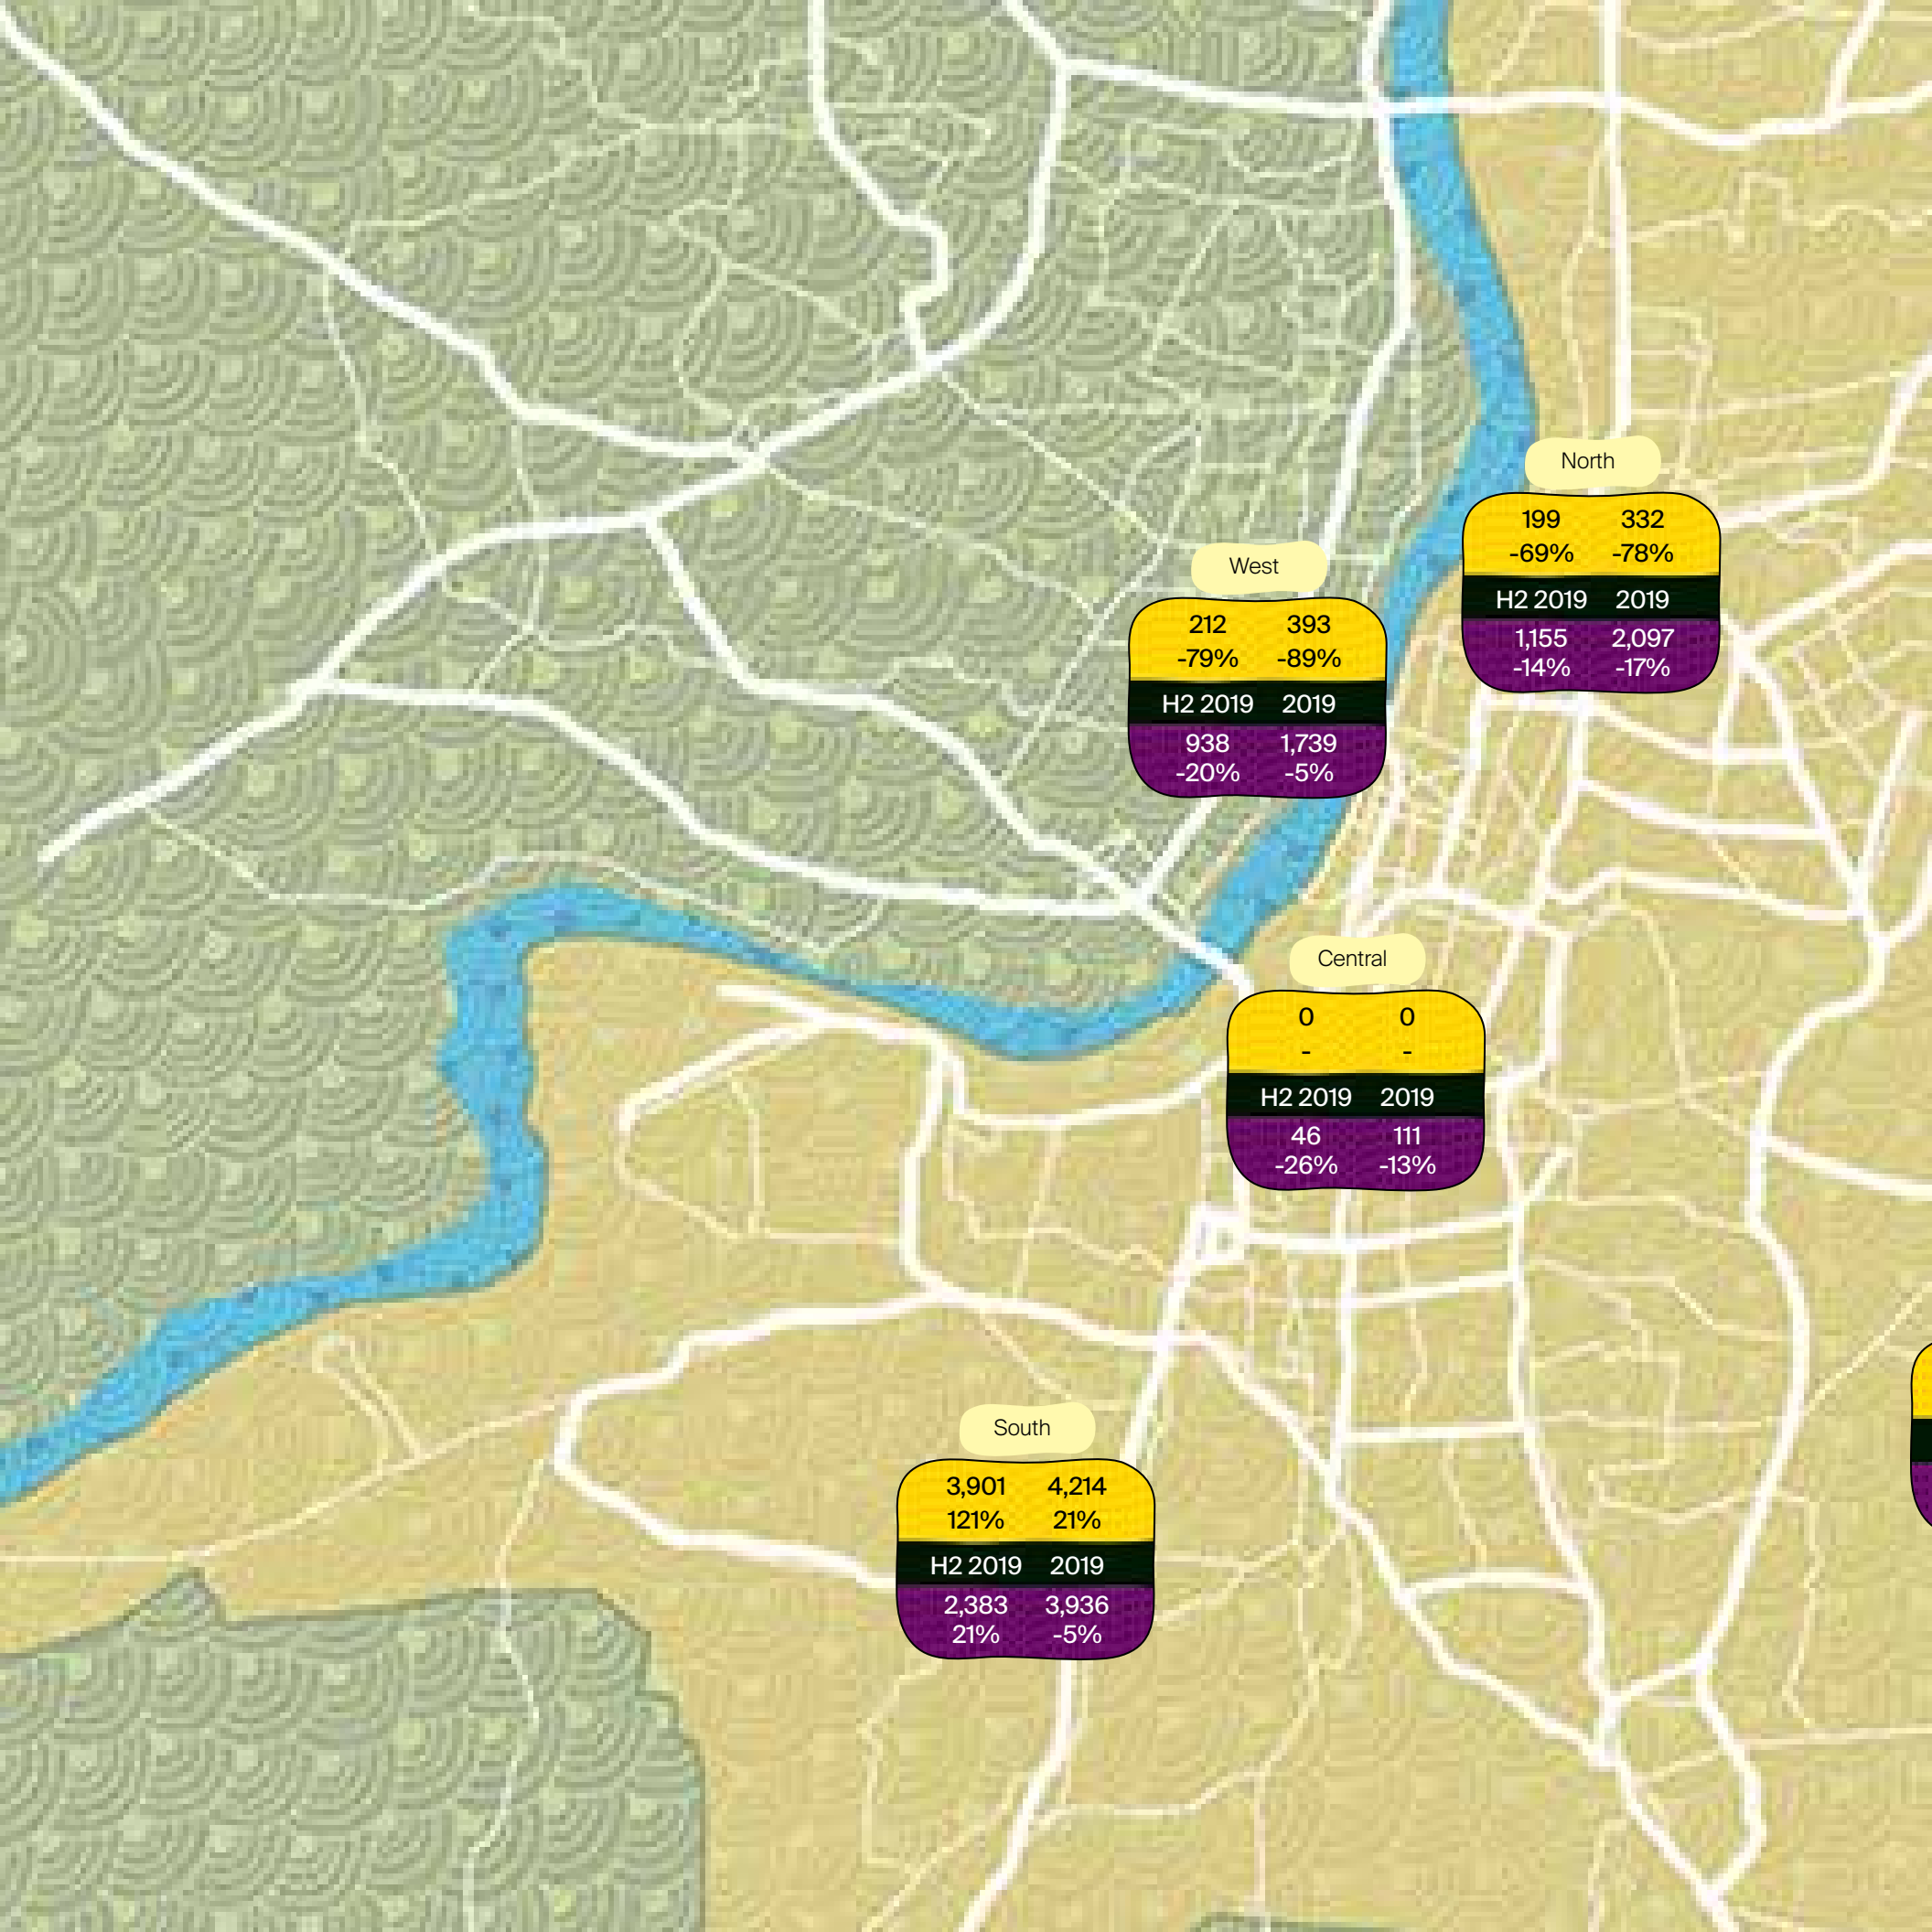 North
199 332
-69% -78%
H2 2019 2019
1,155 2,097
-14% -17%
West
212 393
-79% -89%
H2 2019 2019
938 1,739
-20% -5%
Central
0 0
- -
H2 2019 2019
46 111
-26% -13%
South
3,901 4,214
121% 21%
H2 2019 2019
2,383 3,936
21% -5%